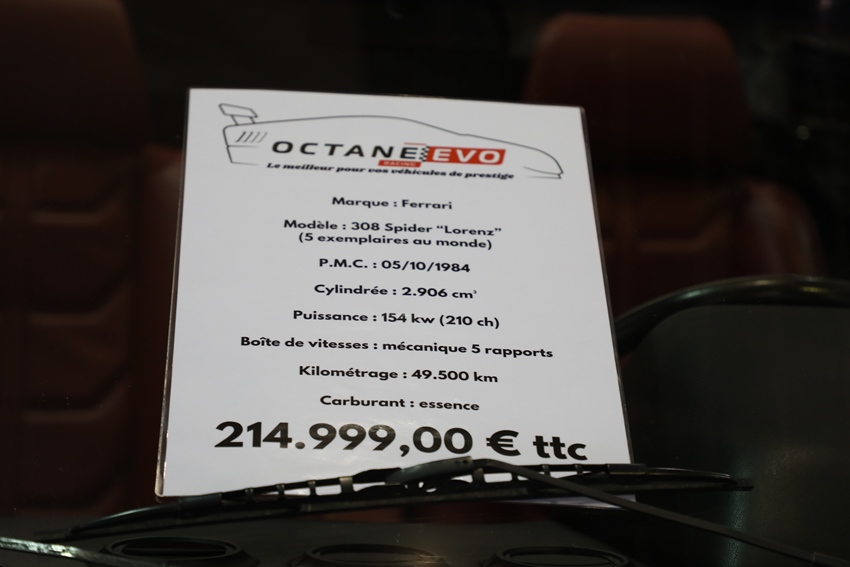 OCTANE EVO
RACING
Le meilleur pour vos véhicules de prestige
Marque : Ferrari
Modèle : 308 Spider “Lorenz”
(5 exemplaires au monde)
P.M.C. : 05/10/1984
Cylindrée : 2.906 cm³
Puissance : 154 kw (210 ch)
Boîte de vitesses : mécanique 5 rapports
Kilométrage : 49.500 km
Carburant : essence
214.999,00 € ttc